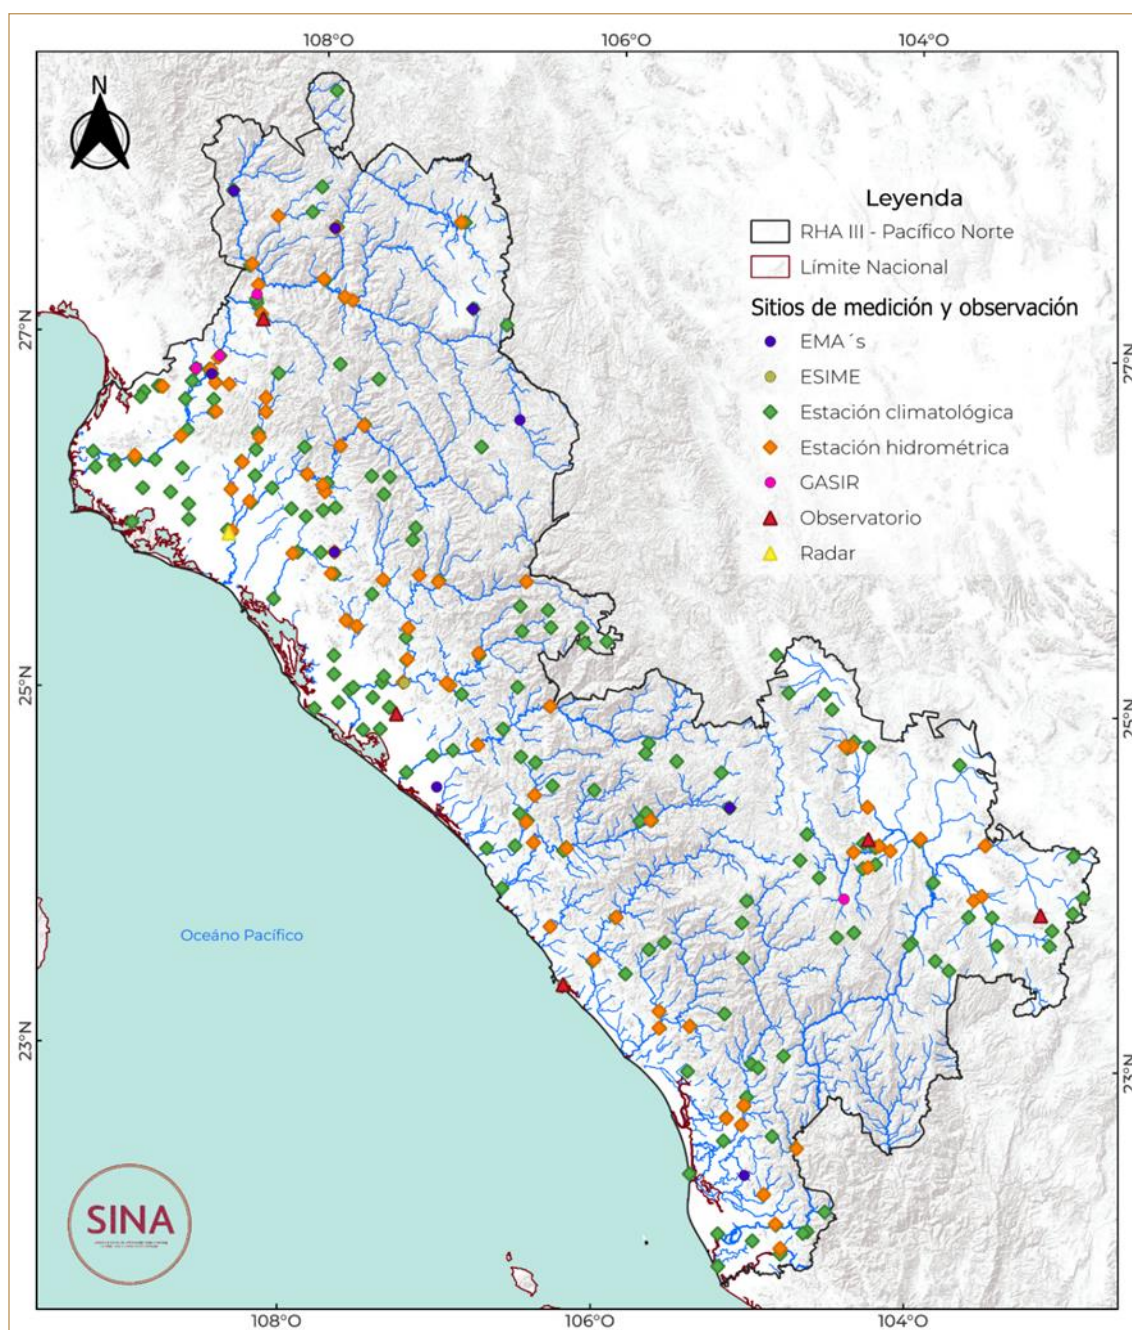 108°O 106°O 104°O
N
Leyenda
RHA III - Pacífico Norte
Límite Nacional
Sitios de medición y observación
EMA´s
ESIME
Estación climatológica
Estación hidrométrica
GASIR
Observatorio
Radar
27°N
27°N
25°N
25°N
Oceáno Pacífico
23°N
23°N
SINA
108°O 106°O 104°O